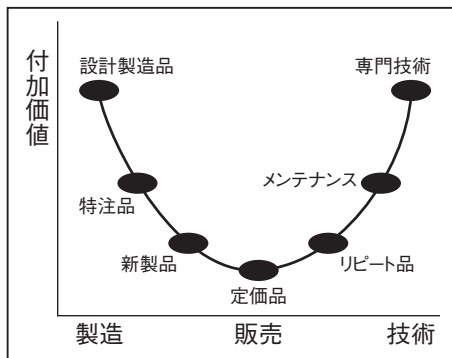 付加価値
設計製造品
専門技術
特注品
メンテナンス
新製品
リピート品
定価品
製造
販売
技術